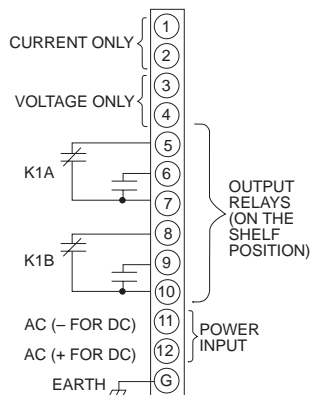 1
CURRENT ONLY
2
3
VOLTAGE ONLY
4
5
K1A
6
7
8
K1B
9
10
OUTPUT
RELAYS
(ON THE
SHELF
POSITION)
AC (– FOR DC)
11
AC (+ FOR DC)
12
POWER
INPUT
EARTH
G